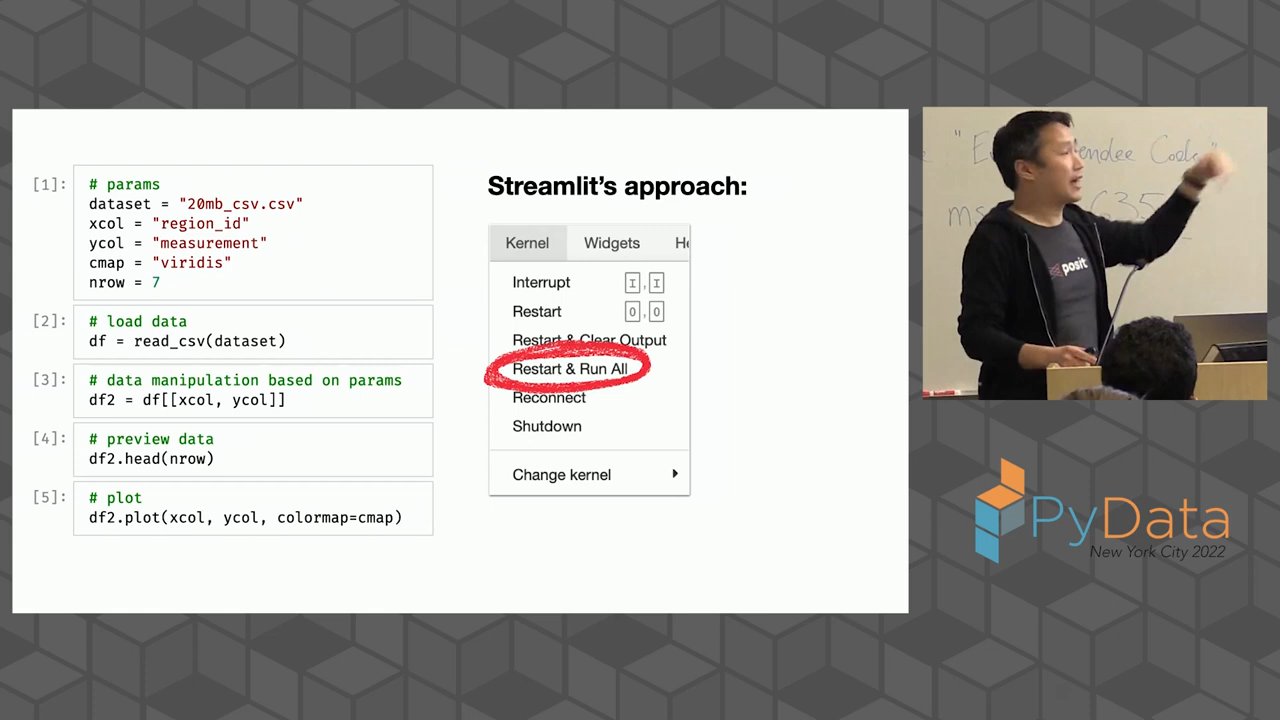 [1]:
# params
dataset = "20mb_csv.csv"
xcol = "region_id"
ycol = "measurement"
cmap = "viridis"
nrow = 7
[2]:
# load data
df = read_csv(dataset)
[3]:
# data manipulation based on params
df2 = df[[xcol, ycol]]
[4]:
# preview data
df2.head(nrow)
[5]:
# plot
df2.plot(xcol, ycol, colormap=cmap)
Streamlit's approach:
Kernel Widgets He
Interrupt I , I
Restart 0 , 0
Restart & Clear Output
Restart & Run All
Reconnect
Shutdown
Change kernel
posit
PyData
New York City 2022